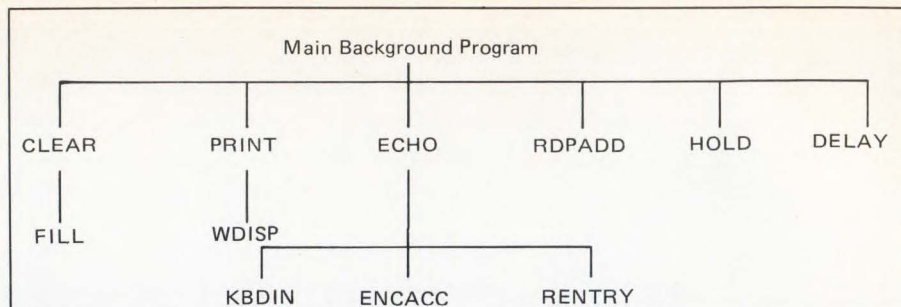 Main Background Program
CLEAR PRINT ECHO RDPADD HOLD DELAY
FILL WDISP
KBDIN ENCACC RENTRY